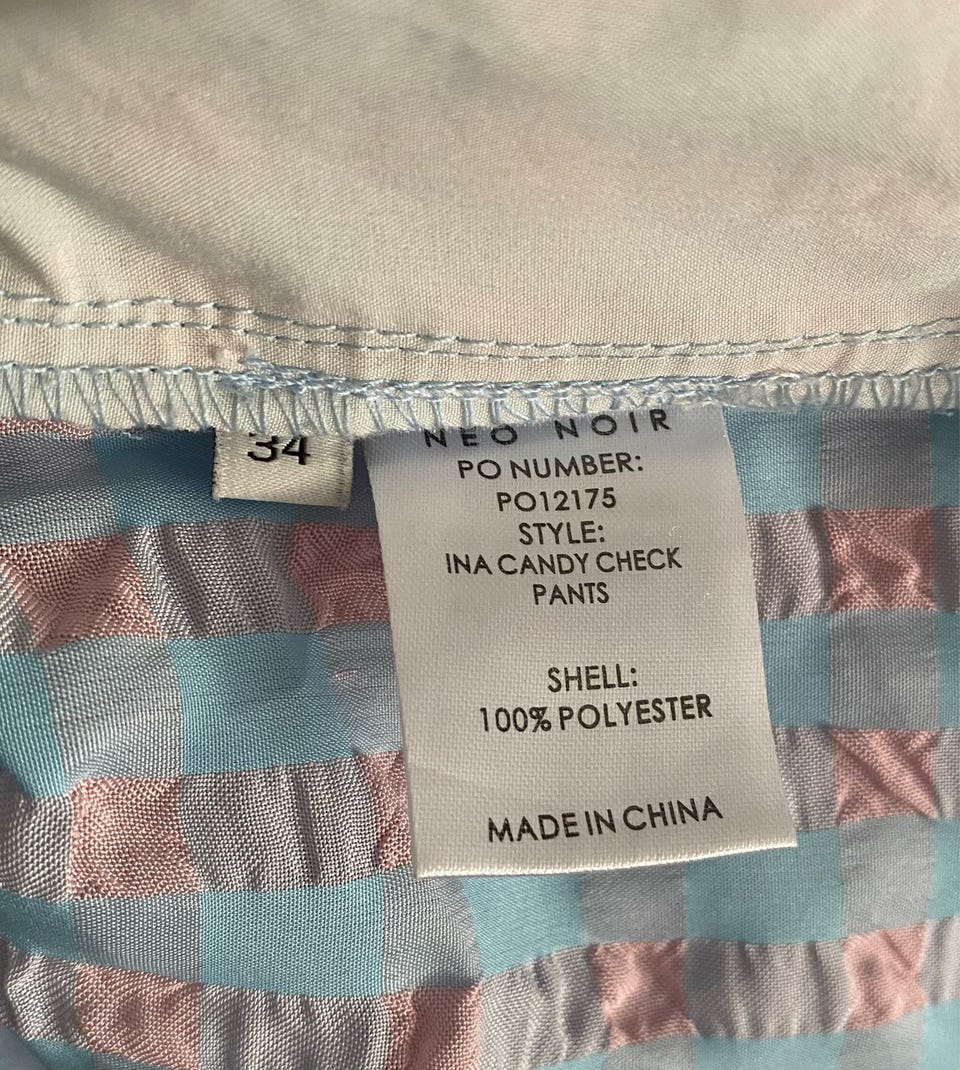 34
NEO NOIR
PO NUMBER:
PO12175
STYLE:
INA CANDY CHECK
PANTS
SHELL:
100% POLYESTER
MADE IN CHINA